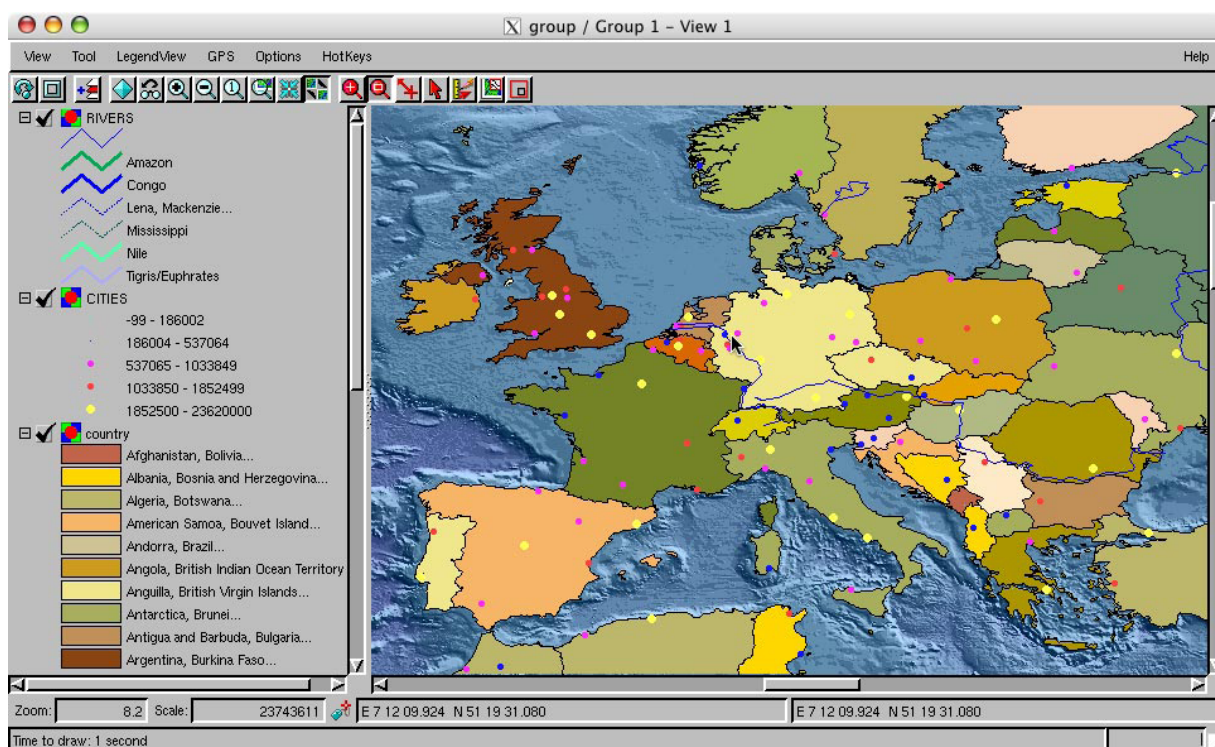 group / Group 1 – View 1
View Tool LegendView GPS Options HotKeys Help
RIVERS
Amazon
Congo
Lena, Mackenzie...
Mississippi
Nile
Tigris/Euphrates
CITIES
-99 - 186002
186004 - 537064
537065 - 1033849
1033850 - 1852499
1852500 - 23620000
country
Afghanistan, Bolivia...
Albania, Bosnia and Herzegovina...
Algeria, Botswana...
American Samoa, Bouvet Island...
Andorra, Brazil...
Angola, British Indian Ocean Territory
Anguilla, British Virgin Islands...
Antarctica, Brunei...
Antigua and Barbuda, Bulgaria...
Argentina, Burkina Faso...
Zoom: 8.2 Scale: 23743611 E 7 12 09.924 N 51 19 31.080 E 7 12 09.924 N 51 19 31.080
Time to draw: 1 second